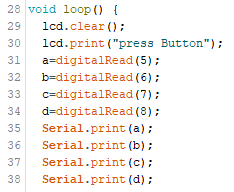 28 void loop() {
29 lcd.clear();
30 lcd.print("press Button");
31 a=digitalRead(5);
32 b=digitalRead(6);
33 c=digitalRead(7);
34 d=digitalRead(8);
35 Serial.print(a);
36 Serial.print(b);
37 Serial.print(c);
38 Serial.print(d);